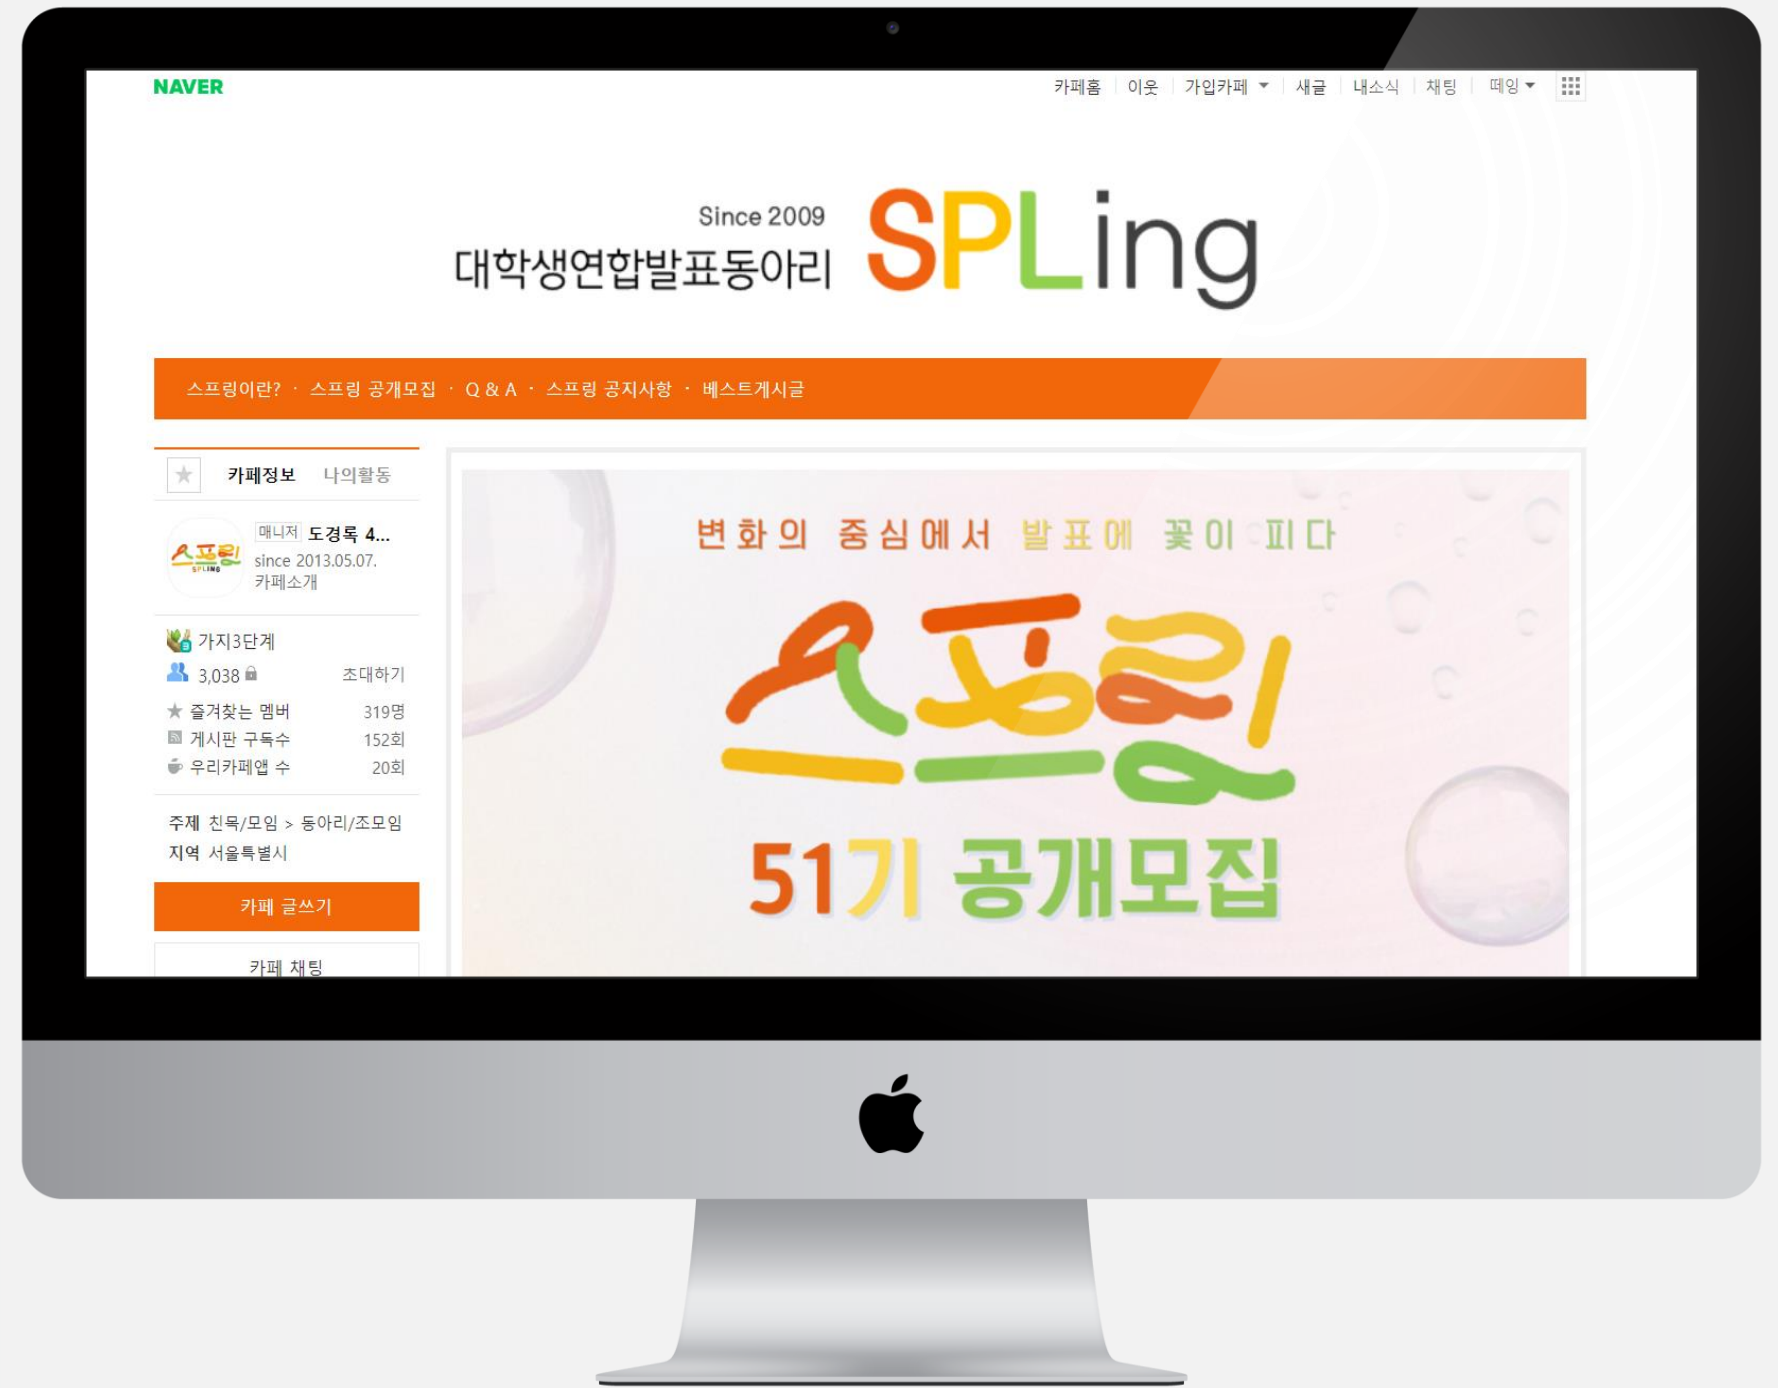 NAVER
카페홈 이웃 가입카페 새글 내소식 채팅 떼잉
Since 2009
대학생연합발표동아리 SPLing
스프링이란? · 스프링 공개모집 · Q & A · 스프링 공지사항 · 베스트게시글
카페정보 나의활동
매니저 도경록 4...
since 2013.05.07.
카페소개
스프링
SPLING
가지3단계
3,038 초대하기
즐겨찾는 멤버 319명
게시판 구독수 152회
우리카페앱 수 20회
주제 친목/모임 > 동아리/조모임
지역 서울특별시
카페 글쓰기
카페 채팅
변화의 중심에서 발표에 꽃이 피다
스프링
51기 공개모집